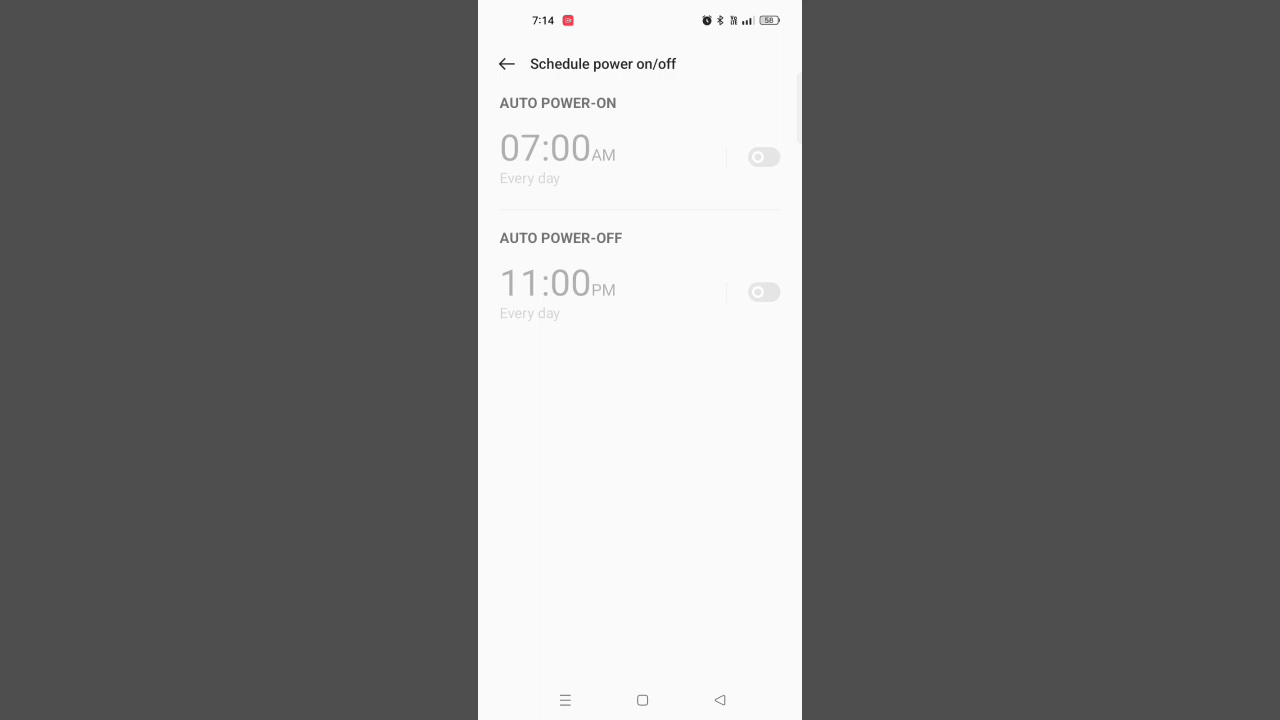 7:14 58
Schedule power on/off
AUTO POWER-ON
07:00AM
Every day
AUTO POWER-OFF
11:00PM
Every day